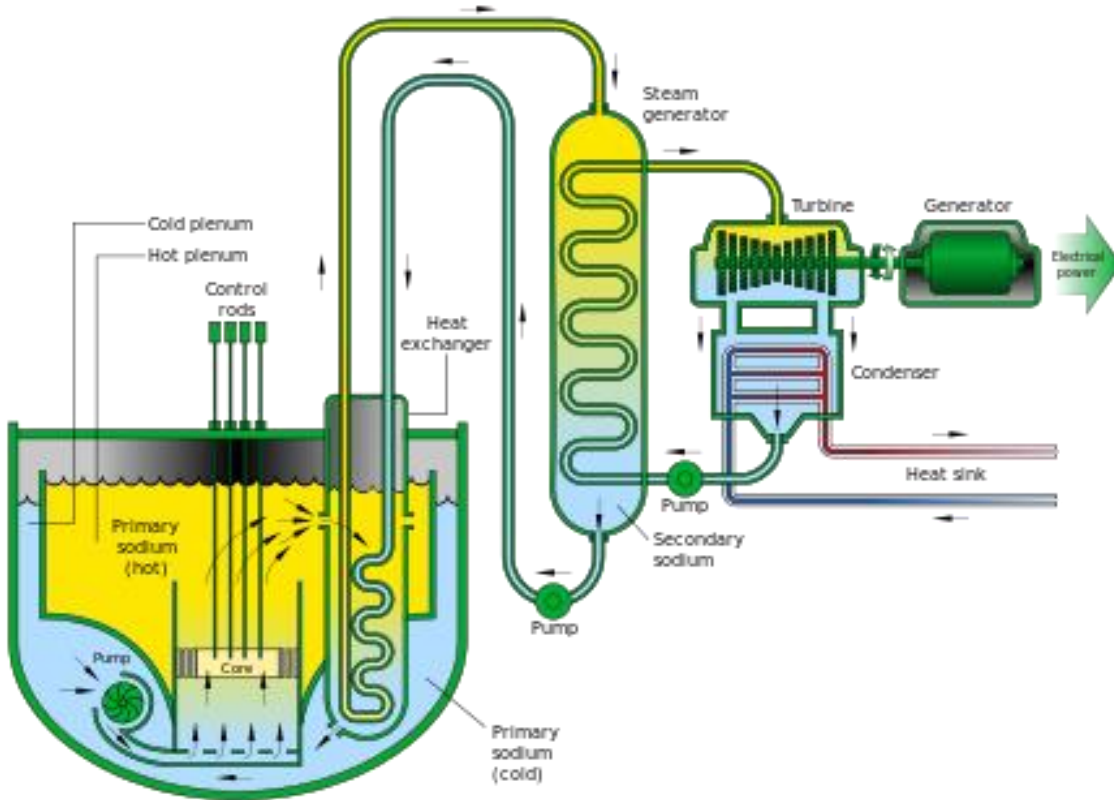 Steam
generator
Cold plenum
Hot plenum
Control
rods
Heat
exchanger
Turbine
Generator
Electrical
power
Condenser
Heat sink
Pump
Secondary
sodium
Pump
Primary
sodium
(hot)
Pump
Core
Primary
sodium
(cold)